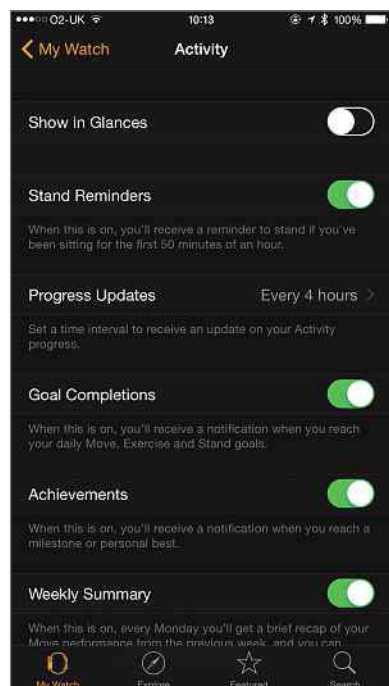 O2-UK 10:13 100%
My Watch Activity
Show in Glances
Stand Reminders
When this is on, you'll receive a reminder to stand if you've
been sitting for the first 50 minutes of an hour.
Progress Updates Every 4 hours
Set a time interval to receive an update on your Activity
progress.
Goal Completions
When this is on, you'll receive a notification when you reach
your daily Move, Exercise and Stand goals.
Achievements
When this is on, you'll receive a notification when you reach a
milestone or personal best.
Weekly Summary
When this is on, every Monday you'll get a brief recap of your
Move performance from the previous week, and you can
My Watch Explore Featured Search